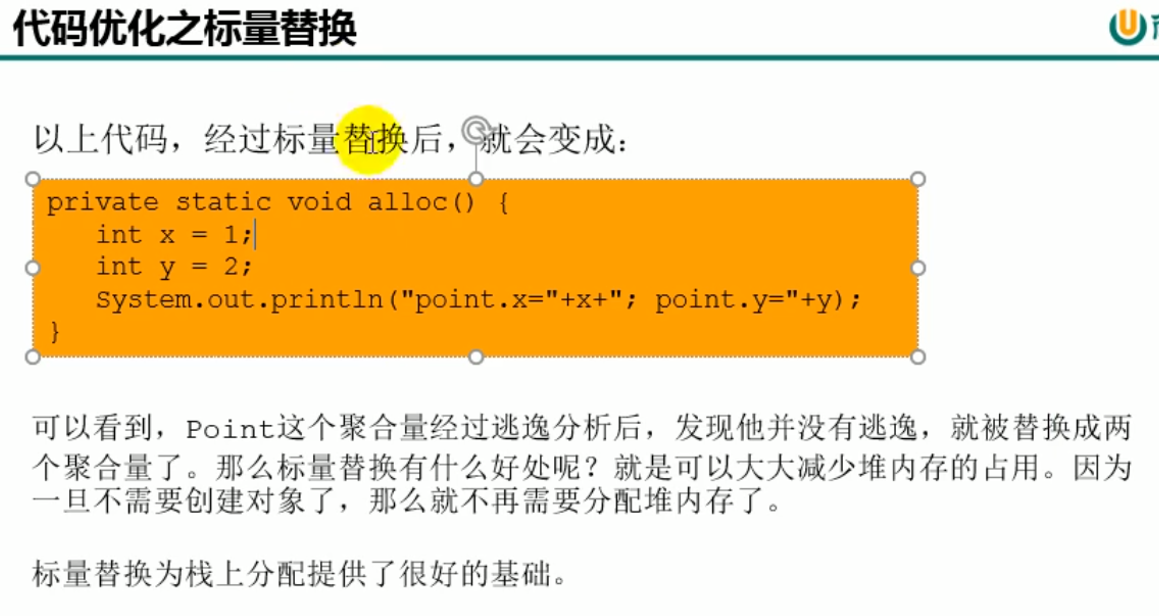 代码优化之标量替换
以上代码，经过标量替换后，就会变成：
private static void alloc() {
int x = 1;
int y = 2;
System.out.println("point.x="+x+"; point.y="+y);
}
可以看到，Point这个聚合量经过逃逸分析后，发现他并没有逃逸，就被替换成两
个聚合量了。那么标量替换有什么好处呢？就是可以大大减少堆内存的占用。因为
一旦不需要创建对象了，那么就不再需要分配堆内存了。
标量替换为栈上分配提供了很好的基础。